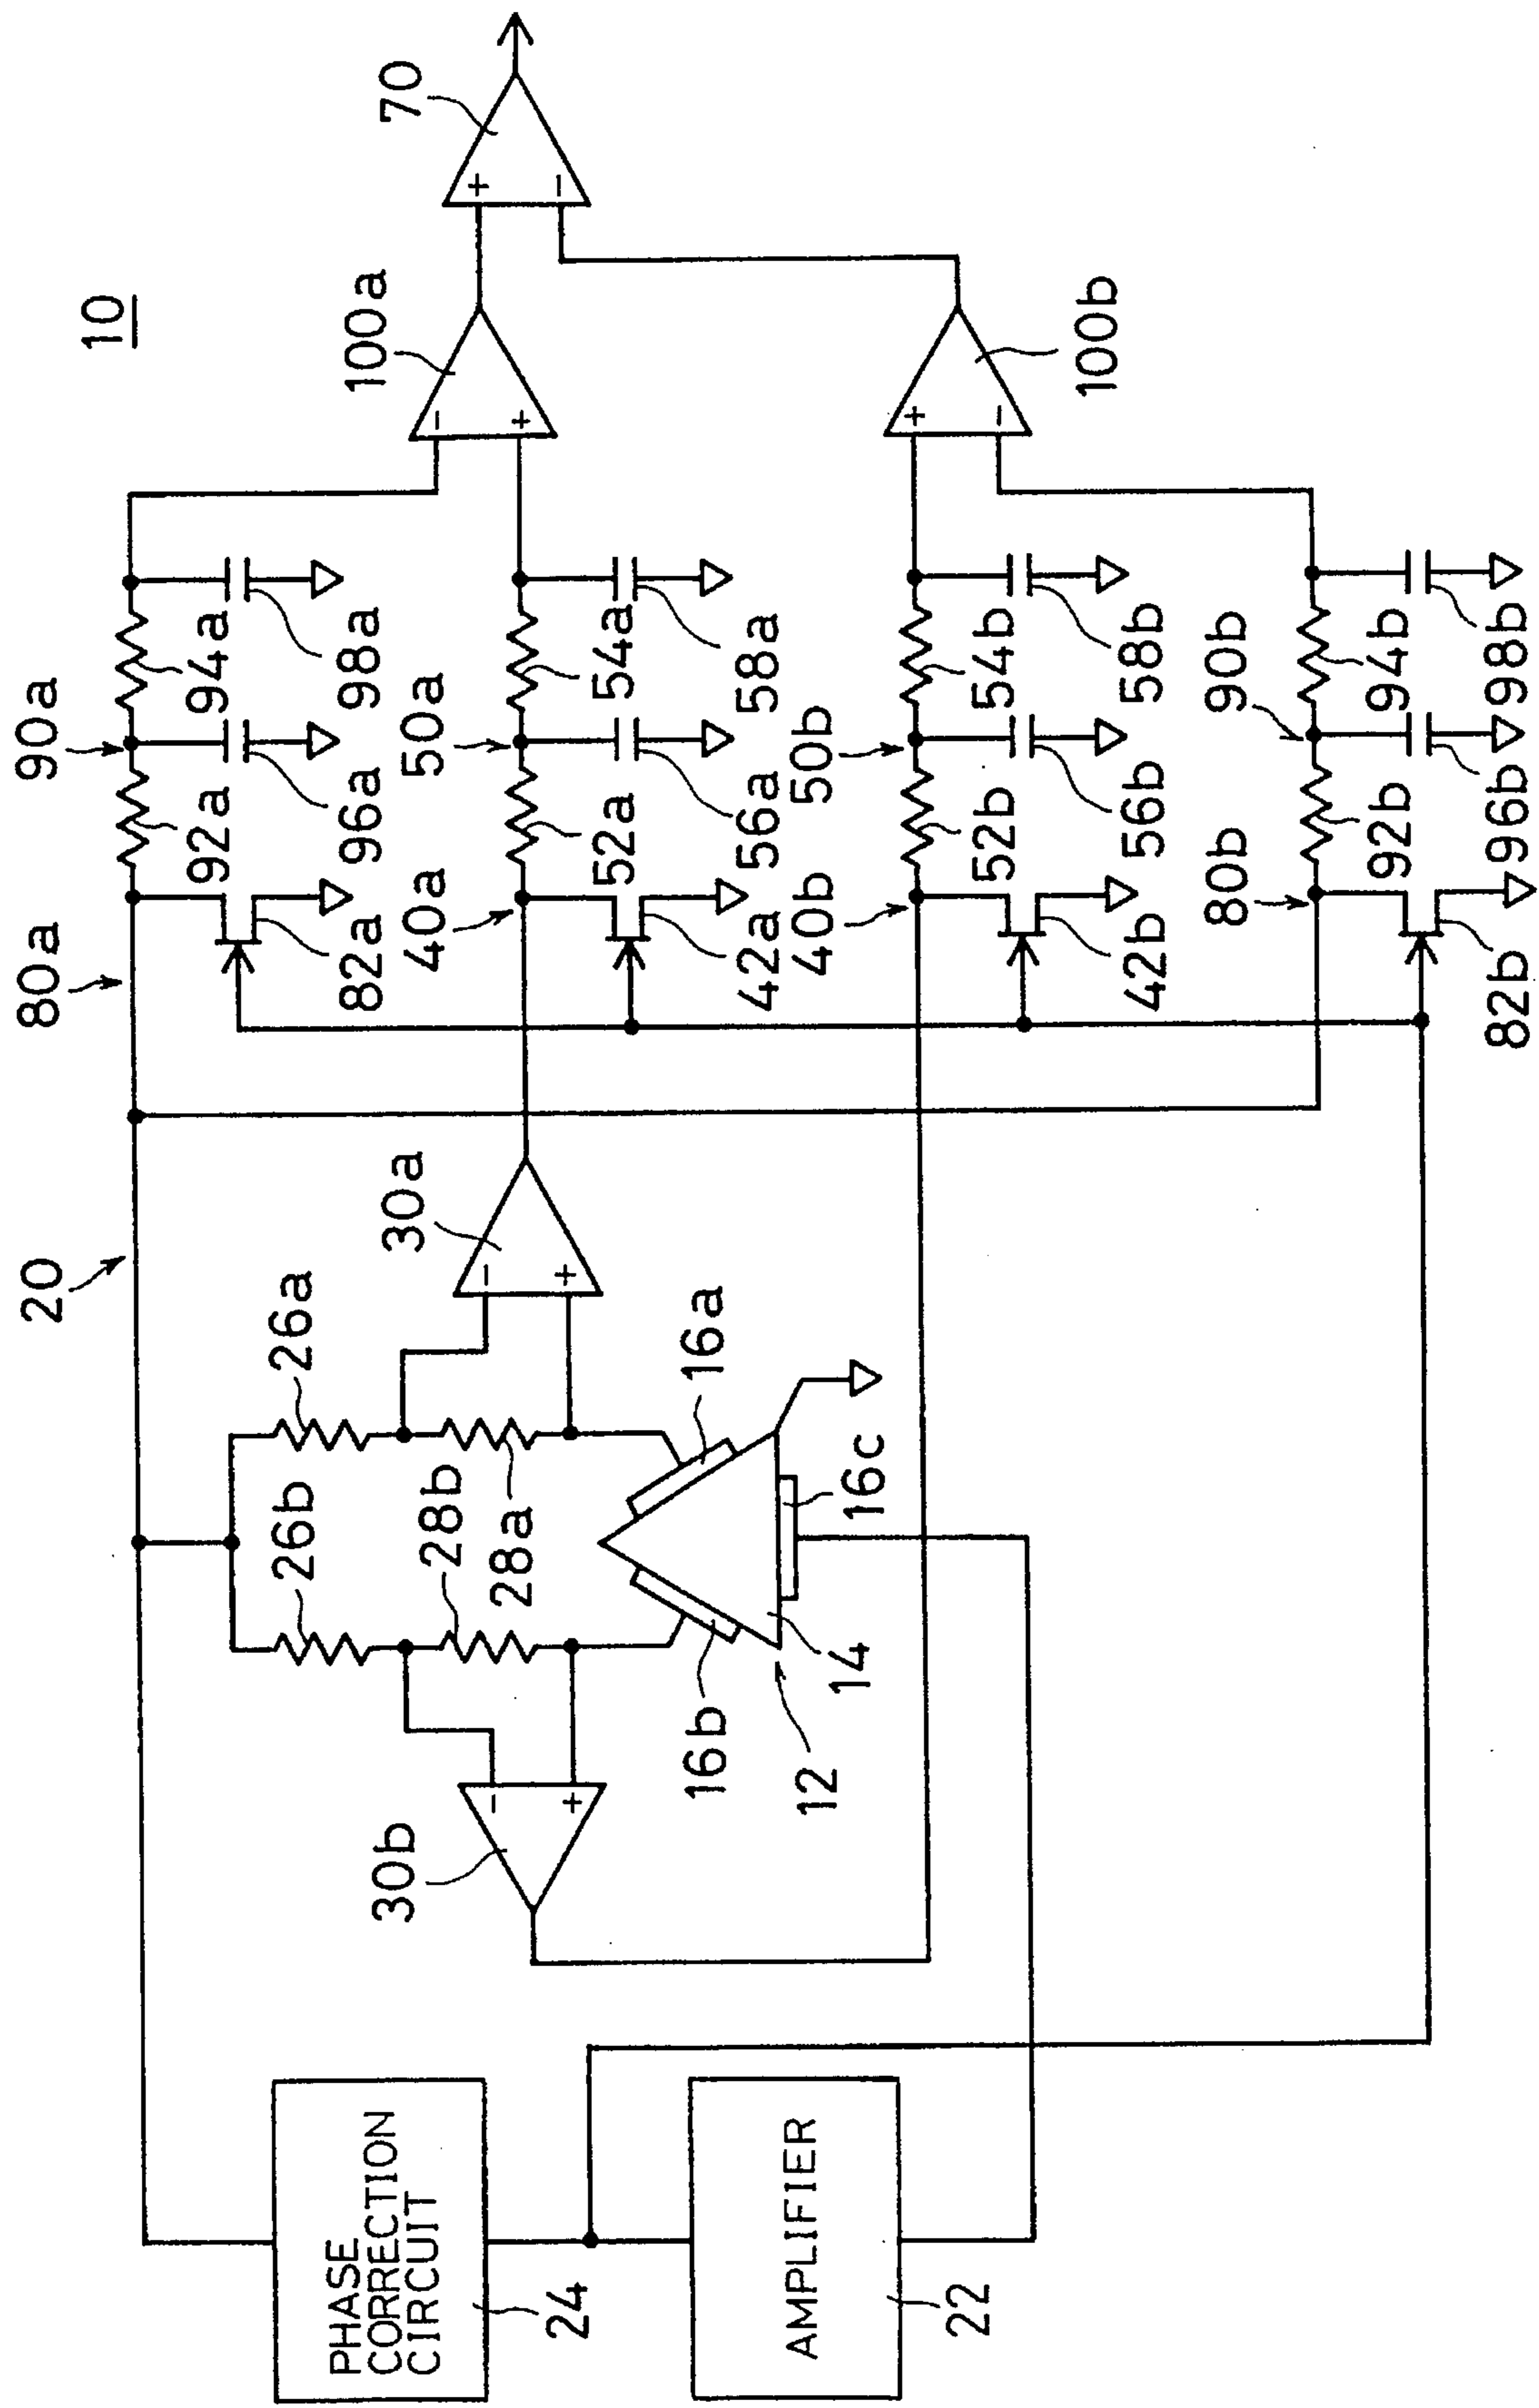 10
70
100a
100b
90a
94a
98a
92a
96a
80a
82a
50a
54a
58a
52a
56a
40a
42a
50b
54b
58b
52b
56b
40b
42b
90b
94b
98b
92b
96b
80b
82b
20
30a
26a
26b
28b
28a
16a
16c
16b
14
12
30b
PHASE
CORRECTION
CIRCUIT
24
AMPLIFIER
22
+
−
−
+
+
−
−
+
−
+